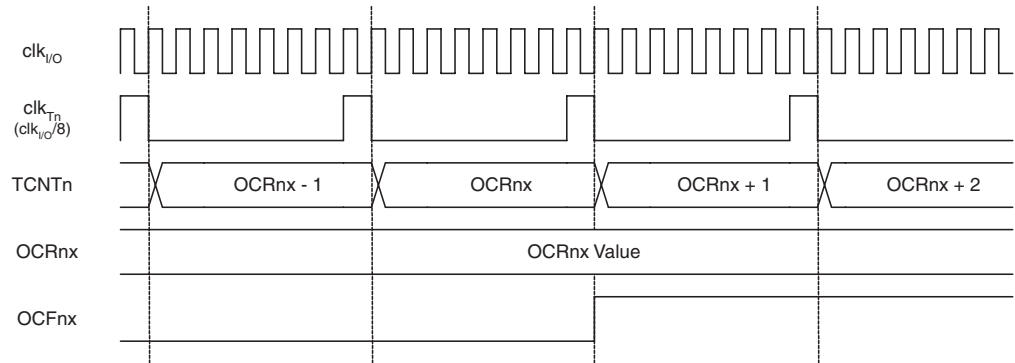 clkI/O
clkTn
(clkI/O/8)
TCNTn
OCRnx - 1
OCRnx
OCRnx + 1
OCRnx + 2
OCRnx
OCRnx Value
OCFnx